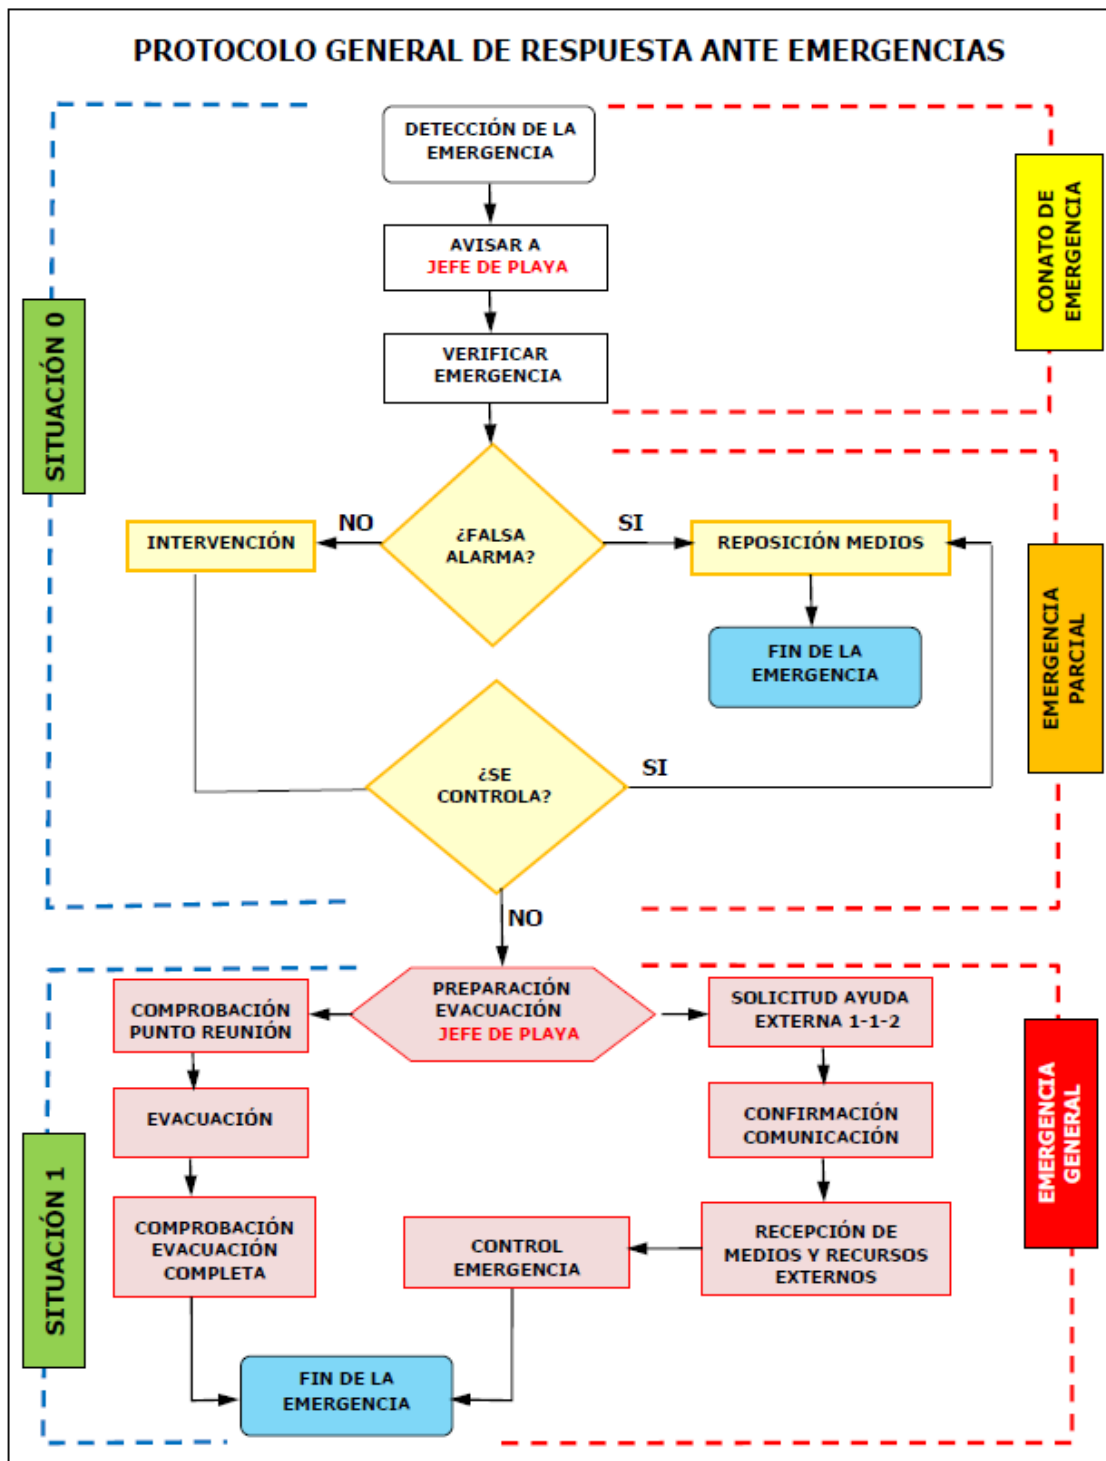 PROTOCOLO GENERAL DE RESPUESTA ANTE EMERGENCIAS
DETECCIÓN DE LA
EMERGENCIA
AVISAR A
JEFE DE PLAYA
VERIFICAR
EMERGENCIA
CONATO DE
EMERGENCIA
SITUACIÓN 0
¿FALSA
ALARMA?
NO
SI
INTERVENCIÓN
REPOSICIÓN MEDIOS
FIN DE LA
EMERGENCIA
EMERGENCIA
PARCIAL
¿SE
CONTROLA?
SI
NO
PREPARACIÓN
EVACUACIÓN
JEFE DE PLAYA
COMPROBACIÓN
PUNTO REUNIÓN
SOLICITUD AYUDA
EXTERNA 1-1-2
EVACUACIÓN
CONFIRMACIÓN
COMUNICACIÓN
EMERGENCIA
GENERAL
SITUACIÓN 1
COMPROBACIÓN
EVACUACIÓN
COMPLETA
CONTROL
EMERGENCIA
RECEPCIÓN DE
MEDIOS Y RECURSOS
EXTERNOS
FIN DE LA
EMERGENCIA